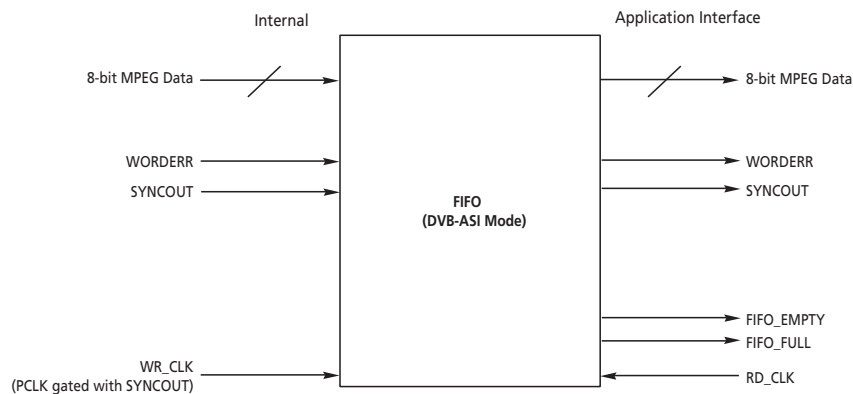 Internal
Application Interface
8-bit MPEG Data
8-bit MPEG Data
WORDERR
WORDERR
SYNCOUT
SYNCOUT
FIFO
(DVB-ASI Mode)
FIFO_EMPTY
FIFO_FULL
WR_CLK
(PCLK gated with SYNCOUT)
RD_CLK